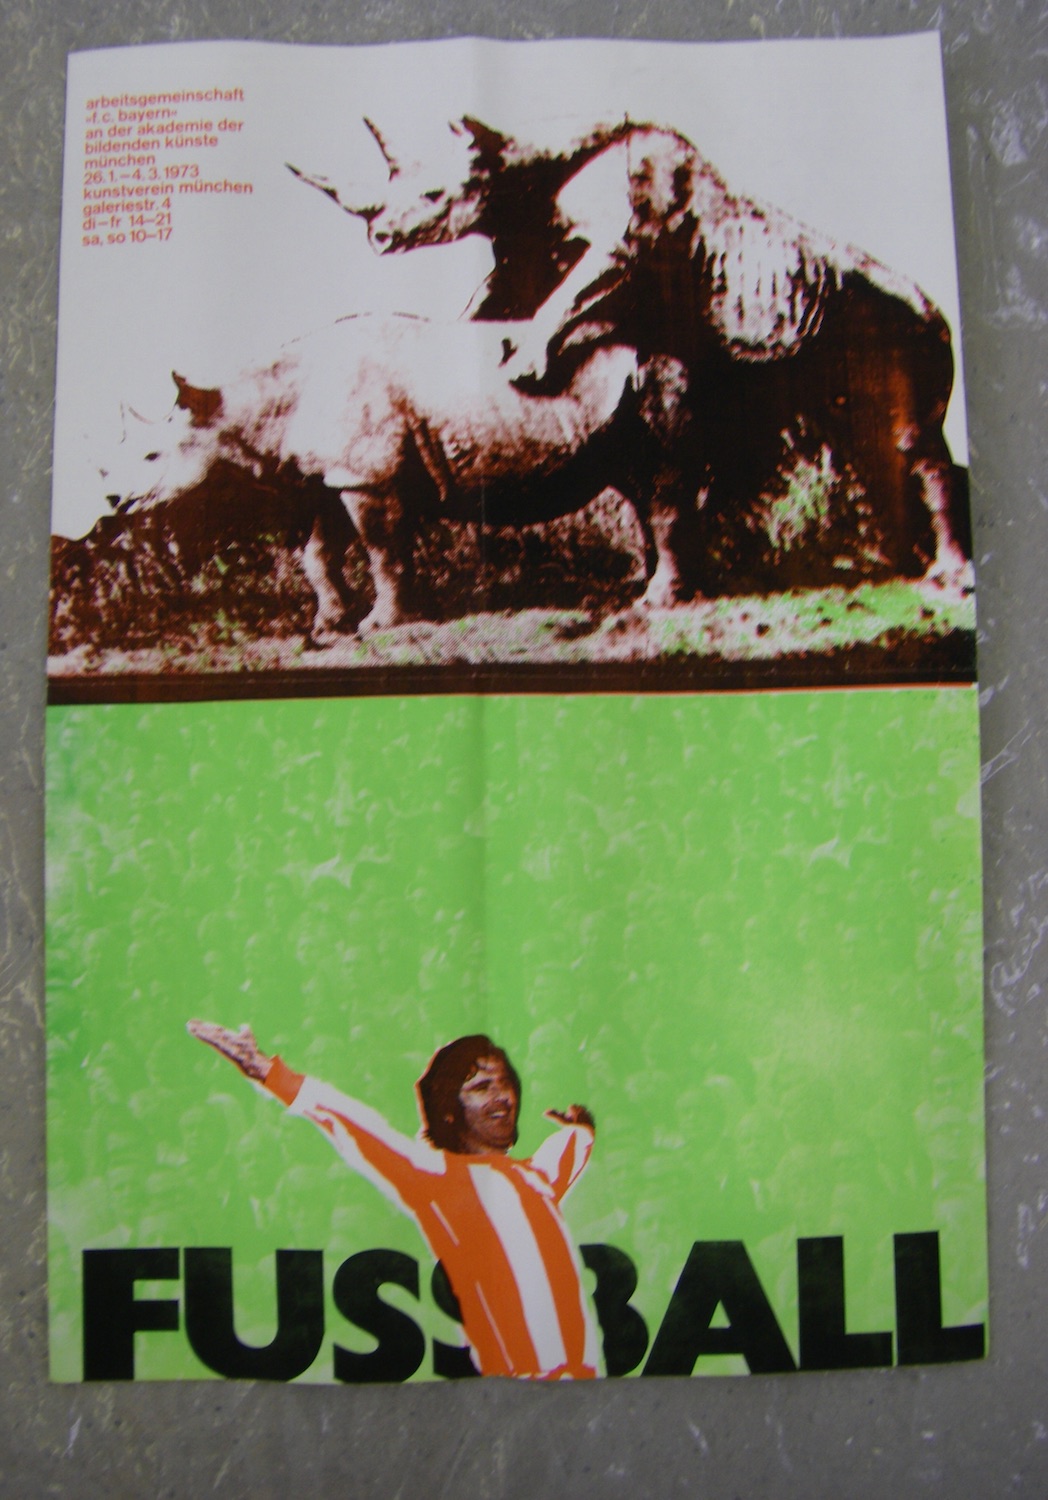 arbeitsgemeinschaft
»f.c. bayern«
an der akademie der
bildenden künste
münchen
26.1.–4.3.1973
kunstverein münchen
galeriestr. 4
di–fr 14–21
sa, so 10–17
FUSSBALL